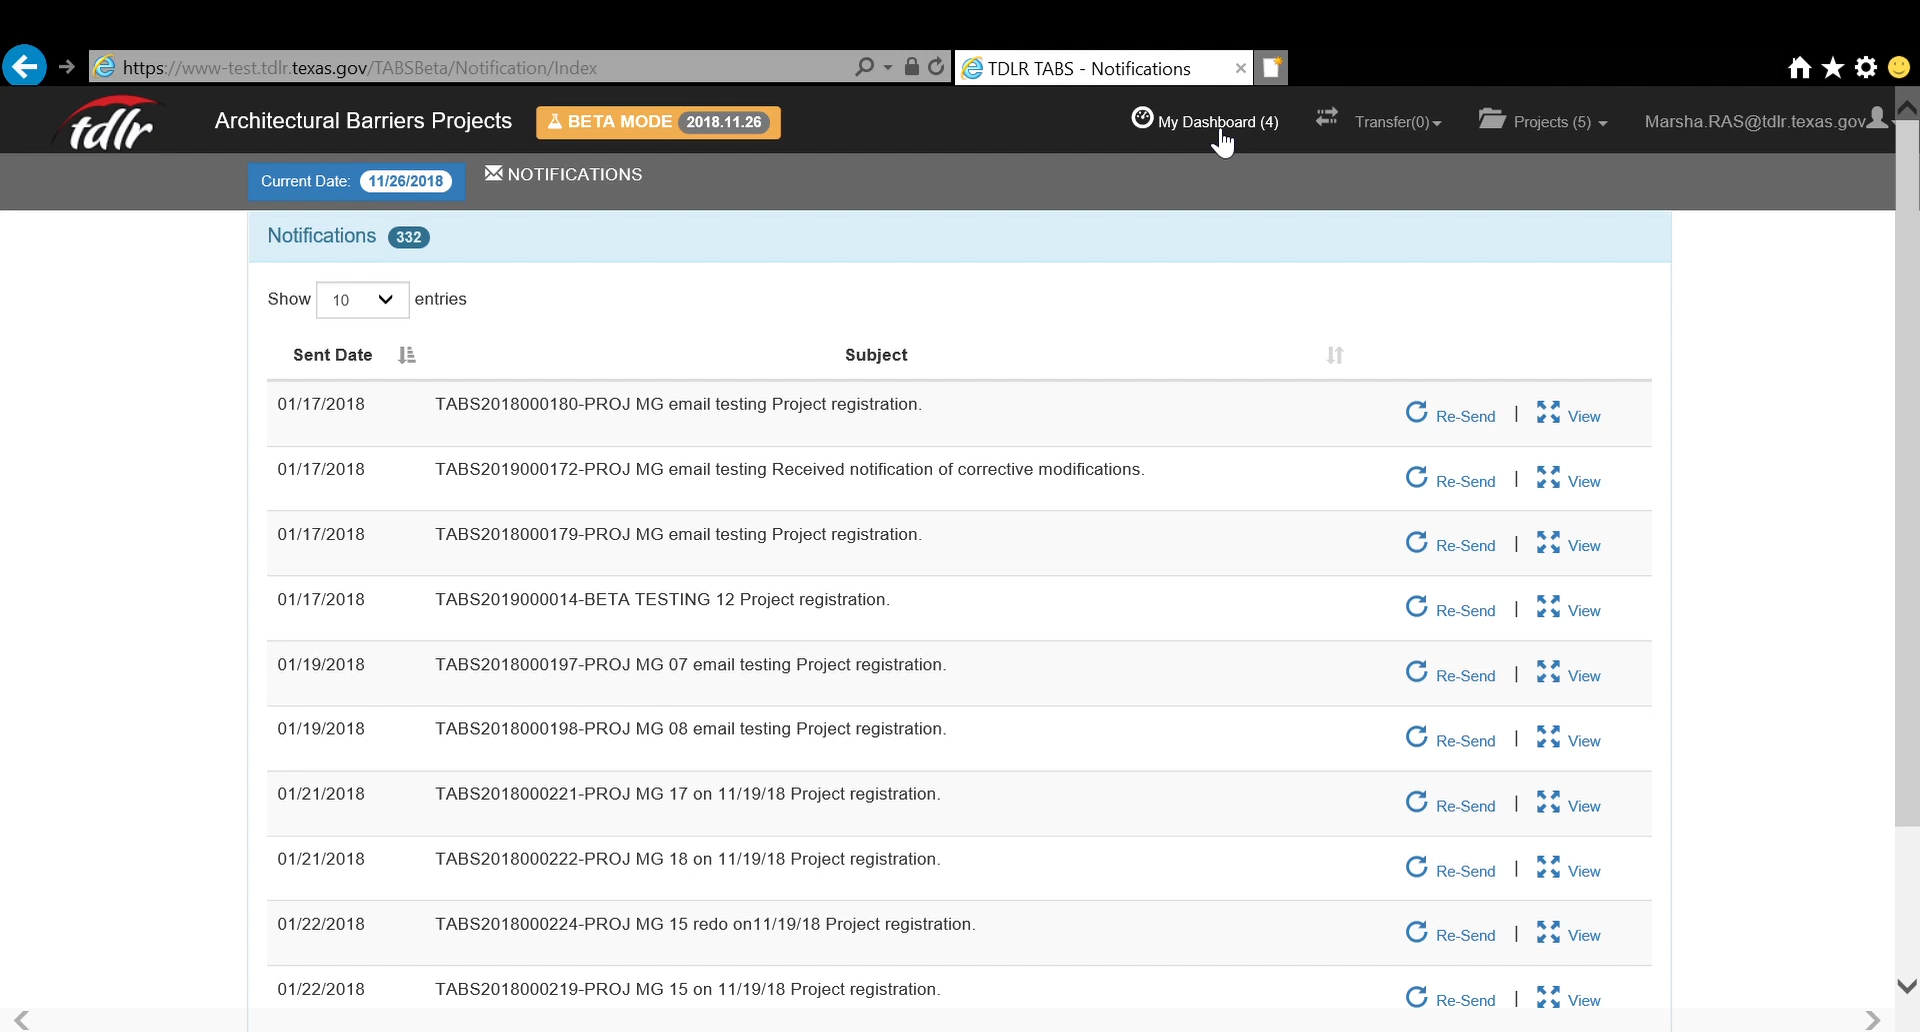 https://www-test.tdlr.texas.gov/TABSBeta/Notification/Index
TDLR TABS - Notifications
tdlr
Architectural Barriers Projects
BETA MODE 2018.11.26
My Dashboard (4)
Transfer(0)
Projects (5)
Marsha.RAS@tdlr.texas.gov
Current Date: 11/26/2018
NOTIFICATIONS
Notifications 332
Show 10 entries
Sent Date Subject
01/17/2018 TABS2018000180-PROJ MG email testing Project registration. Re-Send | View
01/17/2018 TABS2019000172-PROJ MG email testing Received notification of corrective modifications. Re-Send | View
01/17/2018 TABS2018000179-PROJ MG email testing Project registration. Re-Send | View
01/17/2018 TABS2019000014-BETA TESTING 12 Project registration. Re-Send | View
01/19/2018 TABS2018000197-PROJ MG 07 email testing Project registration. Re-Send | View
01/19/2018 TABS2018000198-PROJ MG 08 email testing Project registration. Re-Send | View
01/21/2018 TABS2018000221-PROJ MG 17 on 11/19/18 Project registration. Re-Send | View
01/21/2018 TABS2018000222-PROJ MG 18 on 11/19/18 Project registration. Re-Send | View
01/22/2018 TABS2018000224-PROJ MG 15 redo on11/19/18 Project registration. Re-Send | View
01/22/2018 TABS2018000219-PROJ MG 15 on 11/19/18 Project registration. Re-Send | View